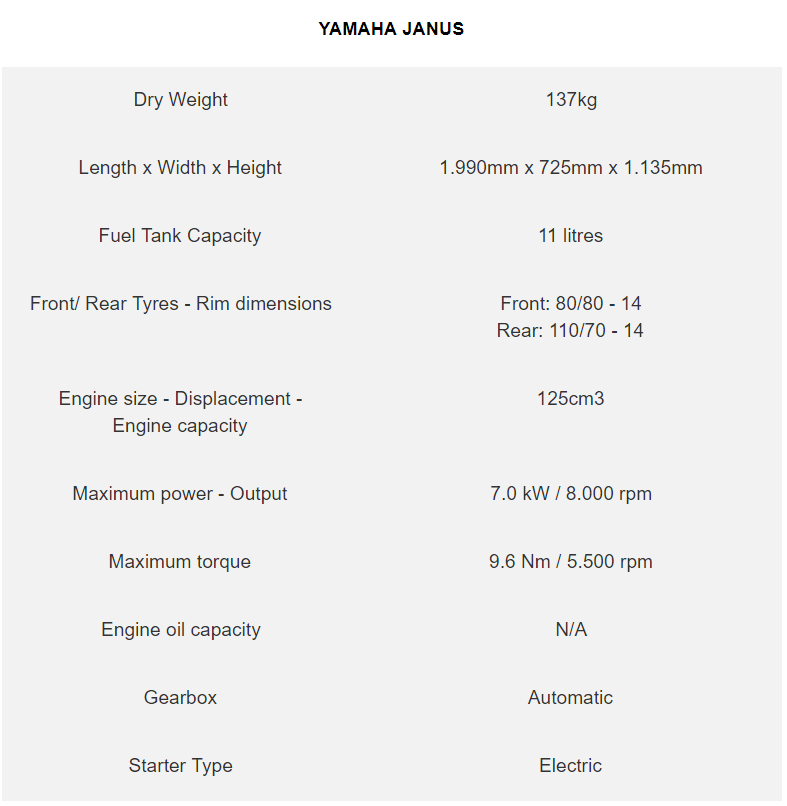 YAMAHA JANUS
Dry Weight 137kg
Length x Width x Height 1.990mm x 725mm x 1.135mm
Fuel Tank Capacity 11 litres
Front/ Rear Tyres - Rim dimensions Front: 80/80 - 14
Rear: 110/70 - 14
Engine size - Displacement - 125cm3
Engine capacity
Maximum power - Output 7.0 kW / 8.000 rpm
Maximum torque 9.6 Nm / 5.500 rpm
Engine oil capacity N/A
Gearbox Automatic
Starter Type Electric